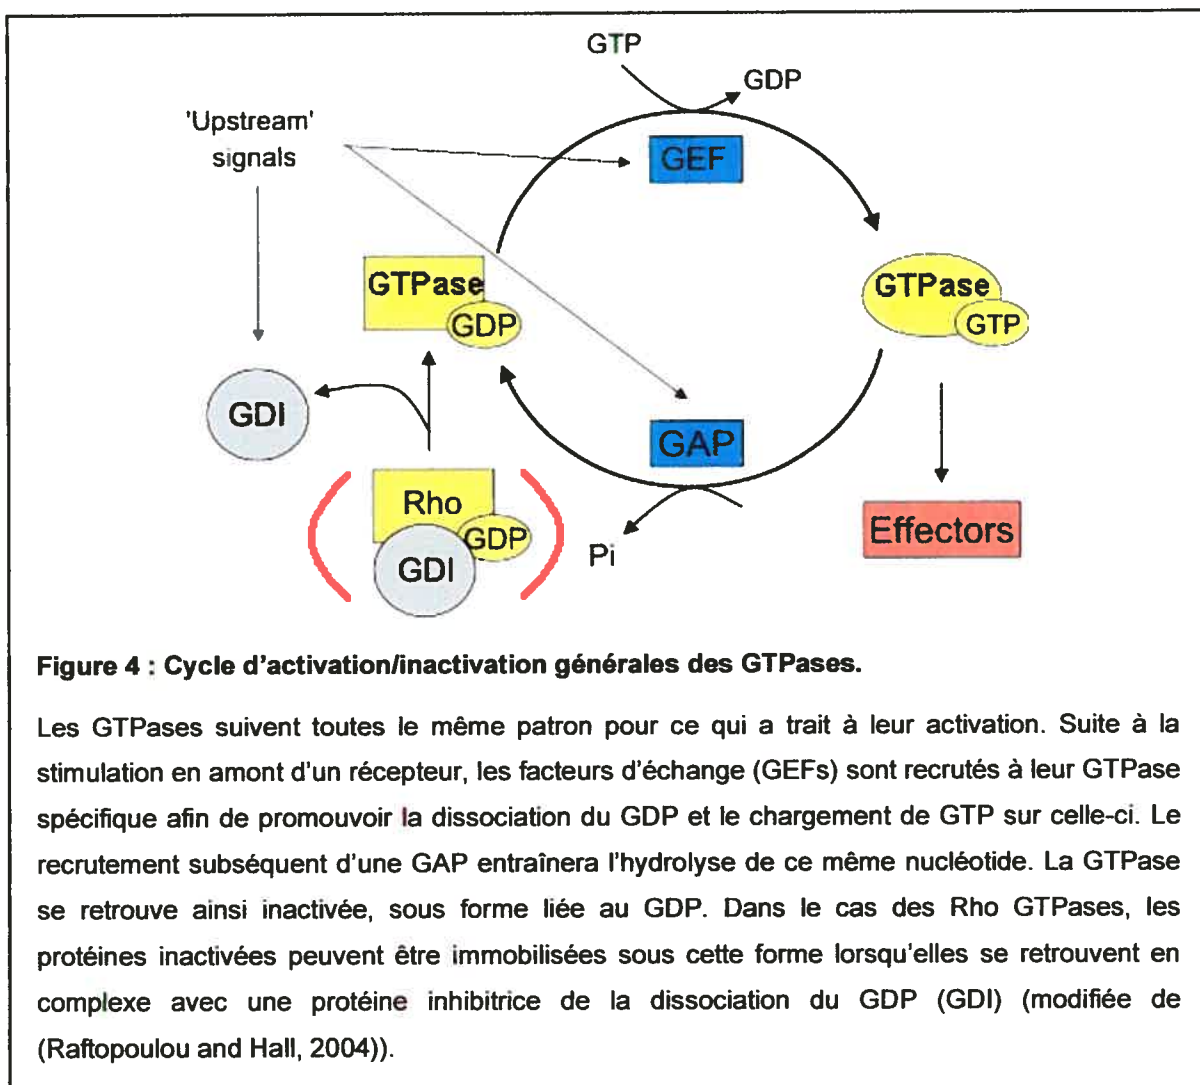 GTP
GDP
'Upstream'
signals
GEF
GTPase
GDP
GTPase
GTP
GDI
GAP
Rho
GDP
GDI
Pi
Effectors
Figure 4 : Cycle d'activation/inactivation générales des GTPases.
Les GTPases suivent toutes le même patron pour ce qui a trait à leur activation. Suite à la
stimulation en amont d'un récepteur, les facteurs d'échange (GEFs) sont recrutés à leur GTPase
spécifique afin de promouvoir la dissociation du GDP et le chargement de GTP sur celle-ci. Le
recrutement subséquent d'une GAP entraînera l'hydrolyse de ce même nucléotide. La GTPase
se retrouve ainsi inactivée, sous forme liée au GDP. Dans le cas des Rho GTPases, les
protéines inactivées peuvent être immobilisées sous cette forme lorsqu'elles se retrouvent en
complexe avec une protéine inhibitrice de la dissociation du GDP (GDI) (modifiée de
(Raftopoulou and Hall, 2004)).